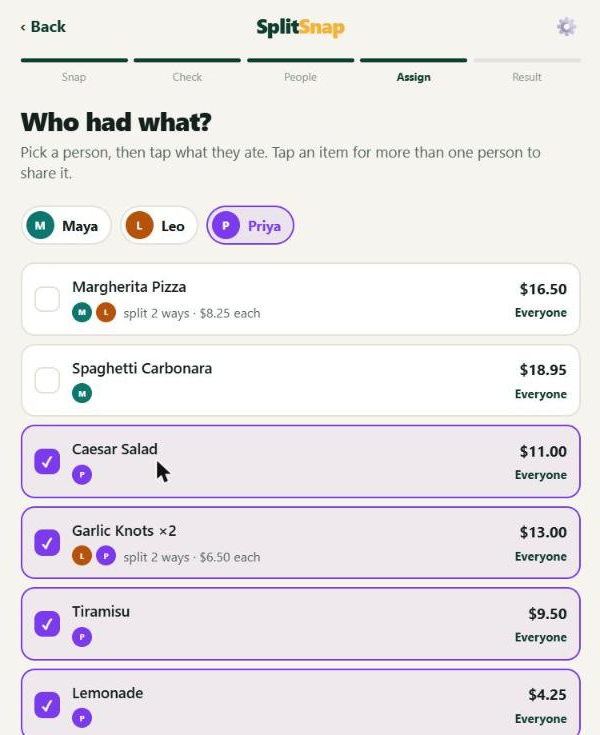 ‹ Back
SplitSnap
Snap
Check
People
Assign
Result
Who had what?
Pick a person, then tap what they ate. Tap an item for more than one person to
share it.
M Maya
L Leo
P Priya
Margherita Pizza
$16.50
M L split 2 ways · $8.25 each
Everyone
Spaghetti Carbonara
$18.95
M
Everyone
Caesar Salad
$11.00
P
Everyone
Garlic Knots ×2
$13.00
L P split 2 ways · $6.50 each
Everyone
Tiramisu
$9.50
P
Everyone
Lemonade
$4.25
P
Everyone